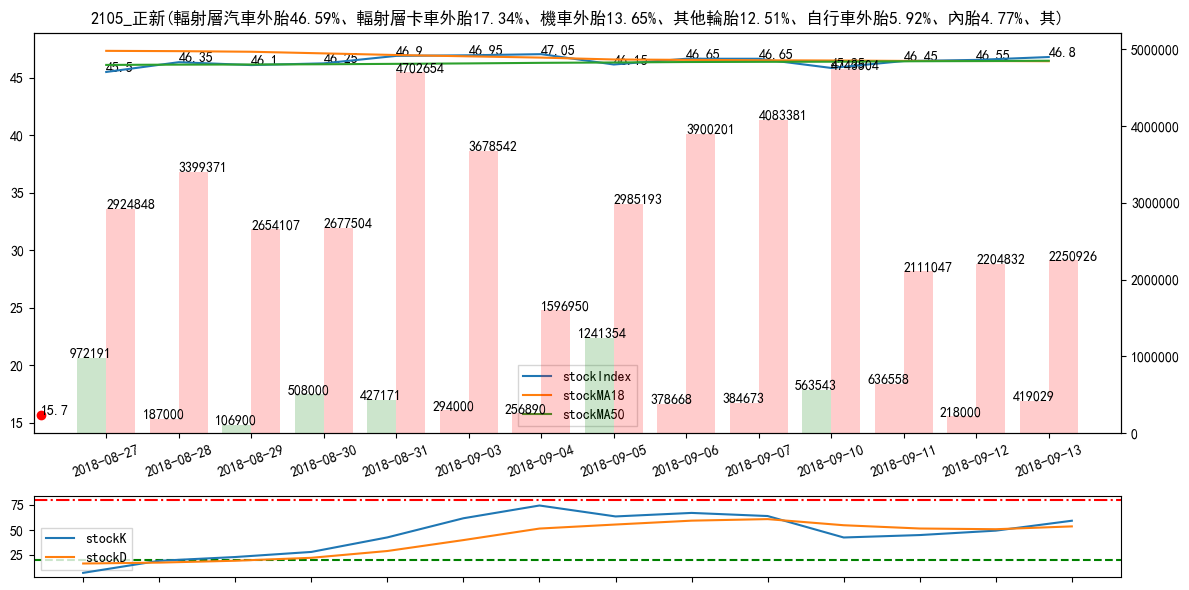 2105_正新(輻射層汽車外胎46.59%、輻射層卡車外胎17.34%、機車外胎13.65%、其他輪胎12.51%、自行車外胎5.92%、內胎4.77%、其)
45.5 46.35 46.1 46.25 46.9 46.95 47.05 46.15 46.65 46.65 45.85 46.45 46.55 46.8
45 40 35 30 25 20 15
5000000 4000000 3000000 2000000 1000000 0
2924848 3399371 2654107 2677504 4702654 3678542 1596950 2985193 3900201 4083381 4743504 2111047 2204832 2250926
972191 187000 106900 508000 427171 294000 256890 1241354 378668 384673 563543 636558 218000 419029
15.7
stockIndex
stockMA18
stockMA50
2018-08-27 2018-08-28 2018-08-29 2018-08-30 2018-08-31 2018-09-03 2018-09-04 2018-09-05 2018-09-06 2018-09-07 2018-09-10 2018-09-11 2018-09-12 2018-09-13
75
50
25
stockK
stockD